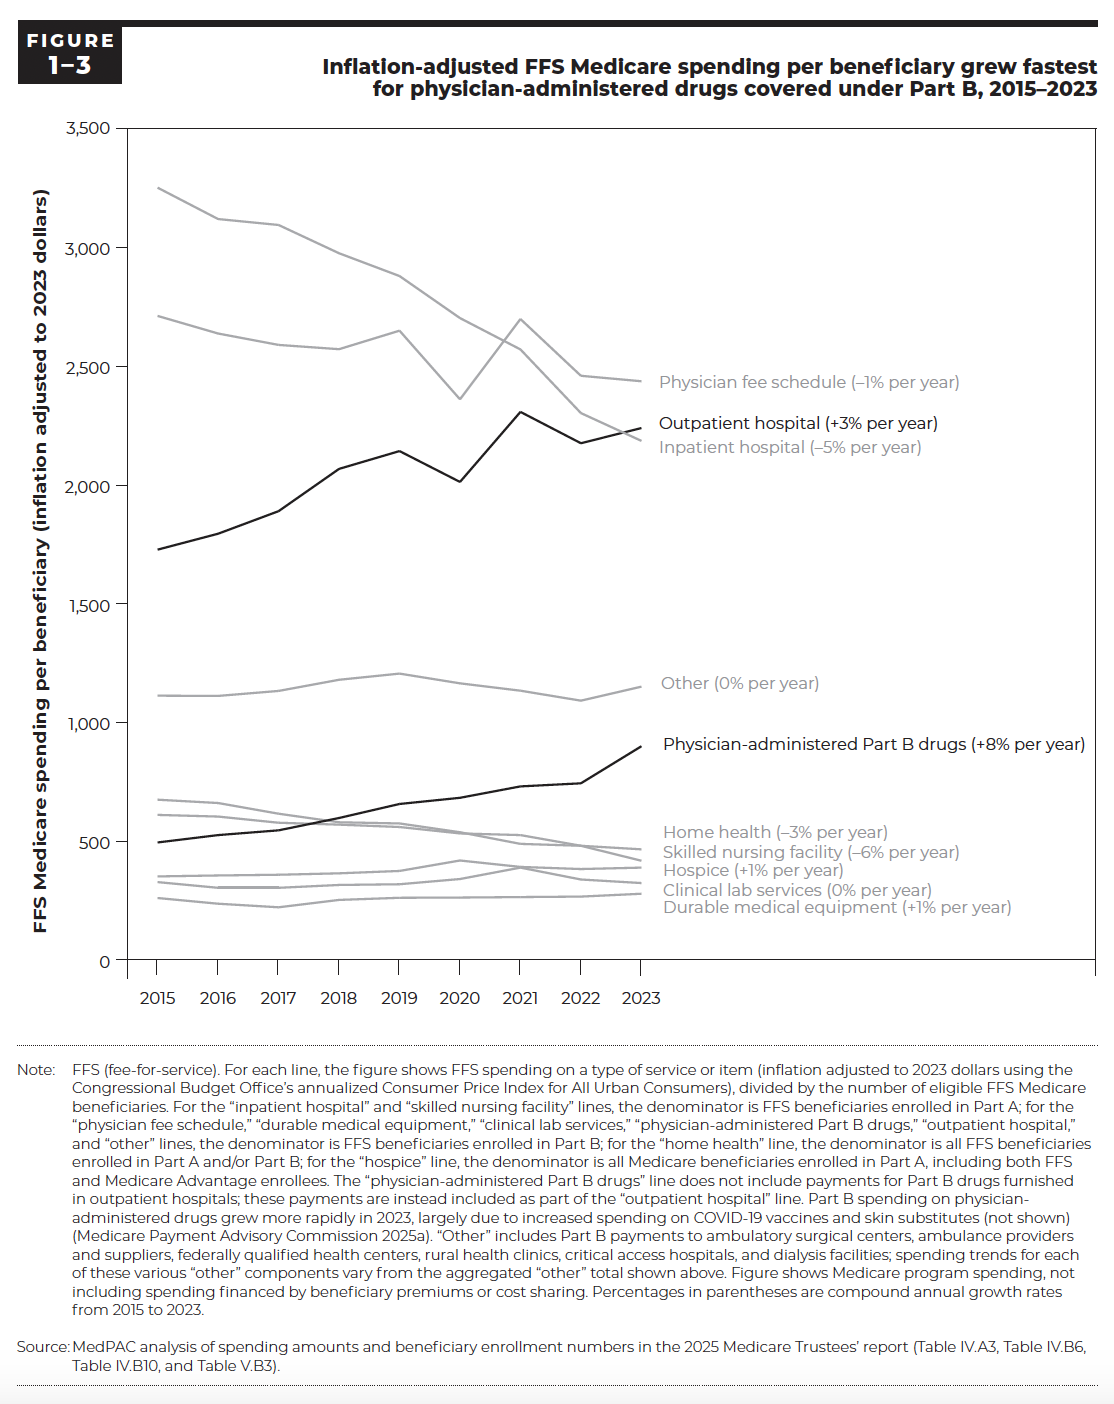 FIGURE
1–3
Inflation-adjusted FFS Medicare spending per beneficiary grew fastest
for physician-administered drugs covered under Part B, 2015–2023
FFS Medicare spending per beneficiary (inflation adjusted to 2023 dollars)
3,500
3,000
2,500
2,000
1,500
1,000
500
0
Physician fee schedule (–1% per year)
Outpatient hospital (+3% per year)
Inpatient hospital (–5% per year)
Other (0% per year)
Physician-administered Part B drugs (+8% per year)
Home health (–3% per year)
Skilled nursing facility (–6% per year)
Hospice (+1% per year)
Clinical lab services (0% per year)
Durable medical equipment (+1% per year)
2015 2016 2017 2018 2019 2020 2021 2022 2023
Note: FFS (fee-for-service). For each line, the figure shows FFS spending on a type of service or item (inflation adjusted to 2023 dollars using the
Congressional Budget Office’s annualized Consumer Price Index for All Urban Consumers), divided by the number of eligible FFS Medicare
beneficiaries. For the “inpatient hospital” and “skilled nursing facility” lines, the denominator is FFS beneficiaries enrolled in Part A; for the
“physician fee schedule,” “durable medical equipment,” “clinical lab services,” “physician-administered Part B drugs,” “outpatient hospital,”
and “other” lines, the denominator is FFS beneficiaries enrolled in Part B; for the “home health” line, the denominator is all FFS beneficiaries
enrolled in Part A and/or Part B; for the “hospice” line, the denominator is all Medicare beneficiaries enrolled in Part A, including both FFS
and Medicare Advantage enrollees. The “physician-administered Part B drugs” line does not include payments for Part B drugs furnished
in outpatient hospitals; these payments are instead included as part of the “outpatient hospital” line. Part B spending on physician-
administered drugs grew more rapidly in 2023, largely due to increased spending on COVID-19 vaccines and skin substitutes (not shown)
(Medicare Payment Advisory Commission 2025a). “Other” includes Part B payments to ambulatory surgical centers, ambulance providers
and suppliers, federally qualified health centers, rural health clinics, critical access hospitals, and dialysis facilities; spending trends for each
of these various “other” components vary from the aggregated “other” total shown above. Figure shows Medicare program spending, not
including spending financed by beneficiary premiums or cost sharing. Percentages in parentheses are compound annual growth rates
from 2015 to 2023.
Source: MedPAC analysis of spending amounts and beneficiary enrollment numbers in the 2025 Medicare Trustees’ report (Table IV.A3, Table IV.B6,
Table IV.B10, and Table V.B3).